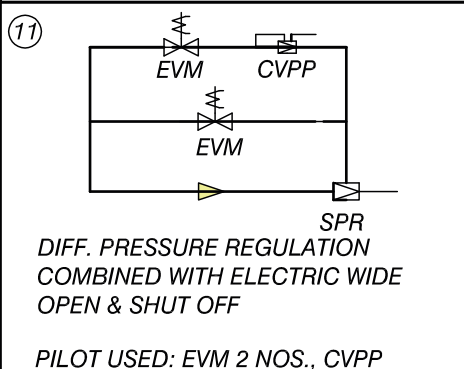 11
EVM
CVPP
EVM
SPR
DIFF. PRESSURE REGULATION
COMBINED WITH ELECTRIC WIDE
OPEN & SHUT OFF
PILOT USED: EVM 2 NOS., CVPP